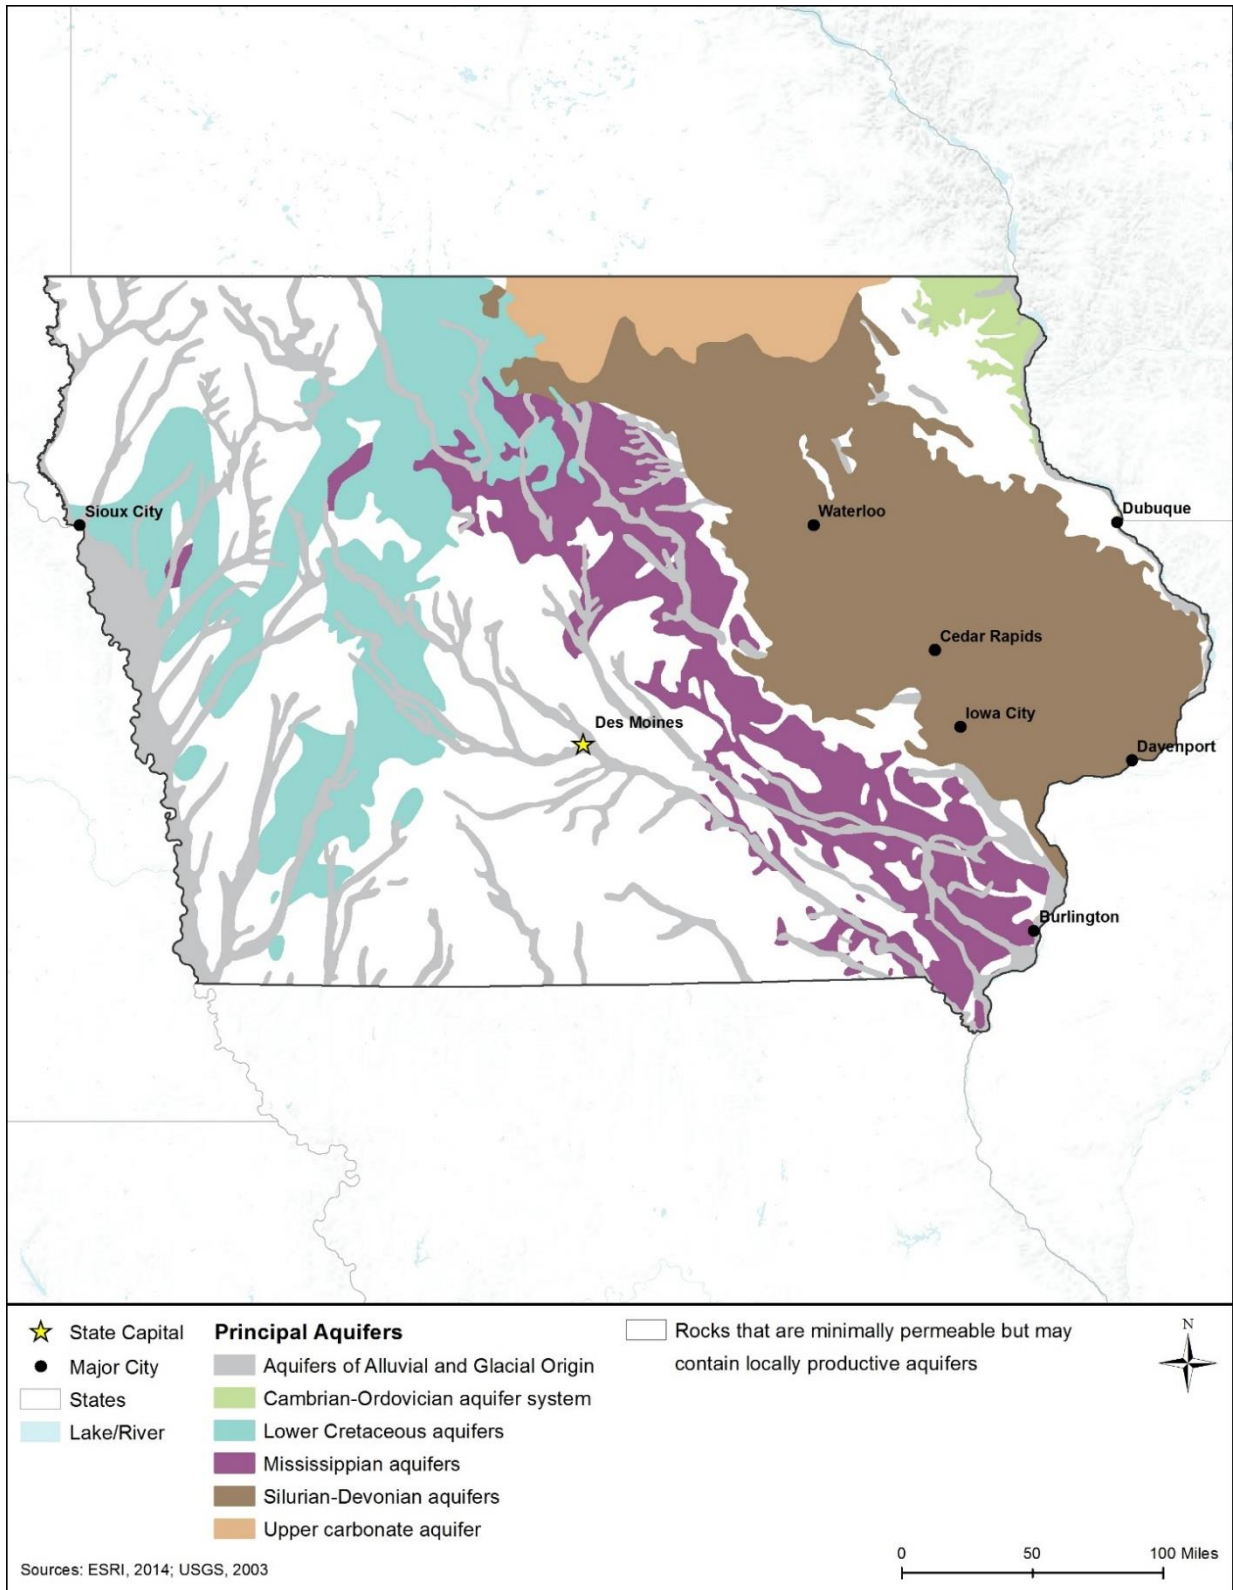 Sioux City
Waterloo
Dubuque
Cedar Rapids
Iowa City
Des Moines
Davenport
Burlington
State Capital
Major City
States
Lake/River
Principal Aquifers
Aquifers of Alluvial and Glacial Origin
Cambrian-Ordovician aquifer system
Lower Cretaceous aquifers
Mississippian aquifers
Silurian-Devonian aquifers
Upper carbonate aquifer
Rocks that are minimally permeable but may
contain locally productive aquifers
N
0 50 100 Miles
Sources: ESRI, 2014; USGS, 2003